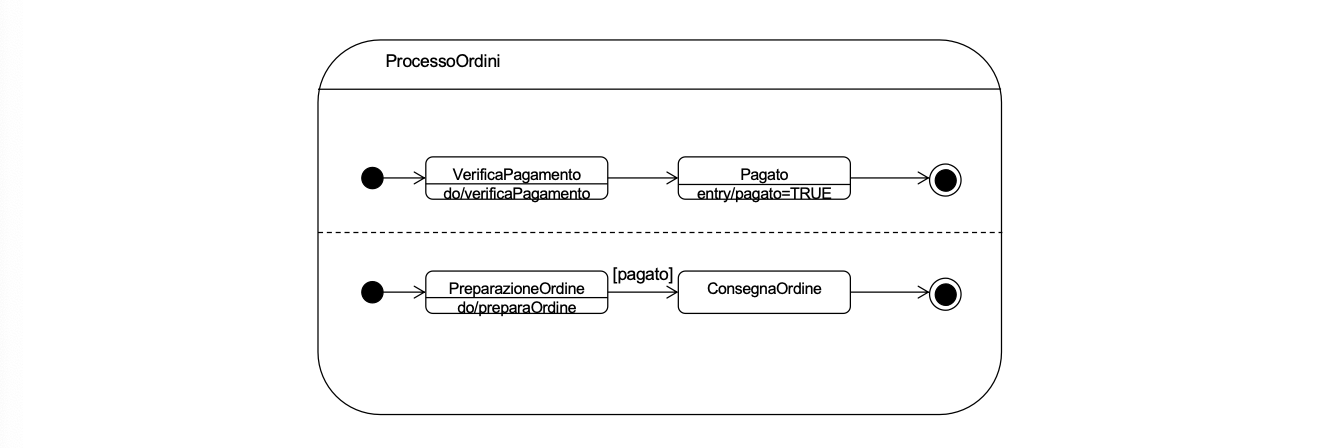 ProcessoOrdini
VerificaPagamento
do/verificaPagamento
Pagato
entry/pagato=TRUE
PreparazioneOrdine
do/preparaOrdine
[pagato]
ConsegnaOrdine